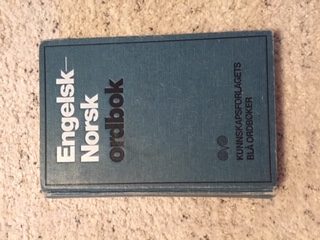 Engelsk–
Norsk
ordbok
KUNNSKAPSFORLAGETS
BLÅ ORDBØKER